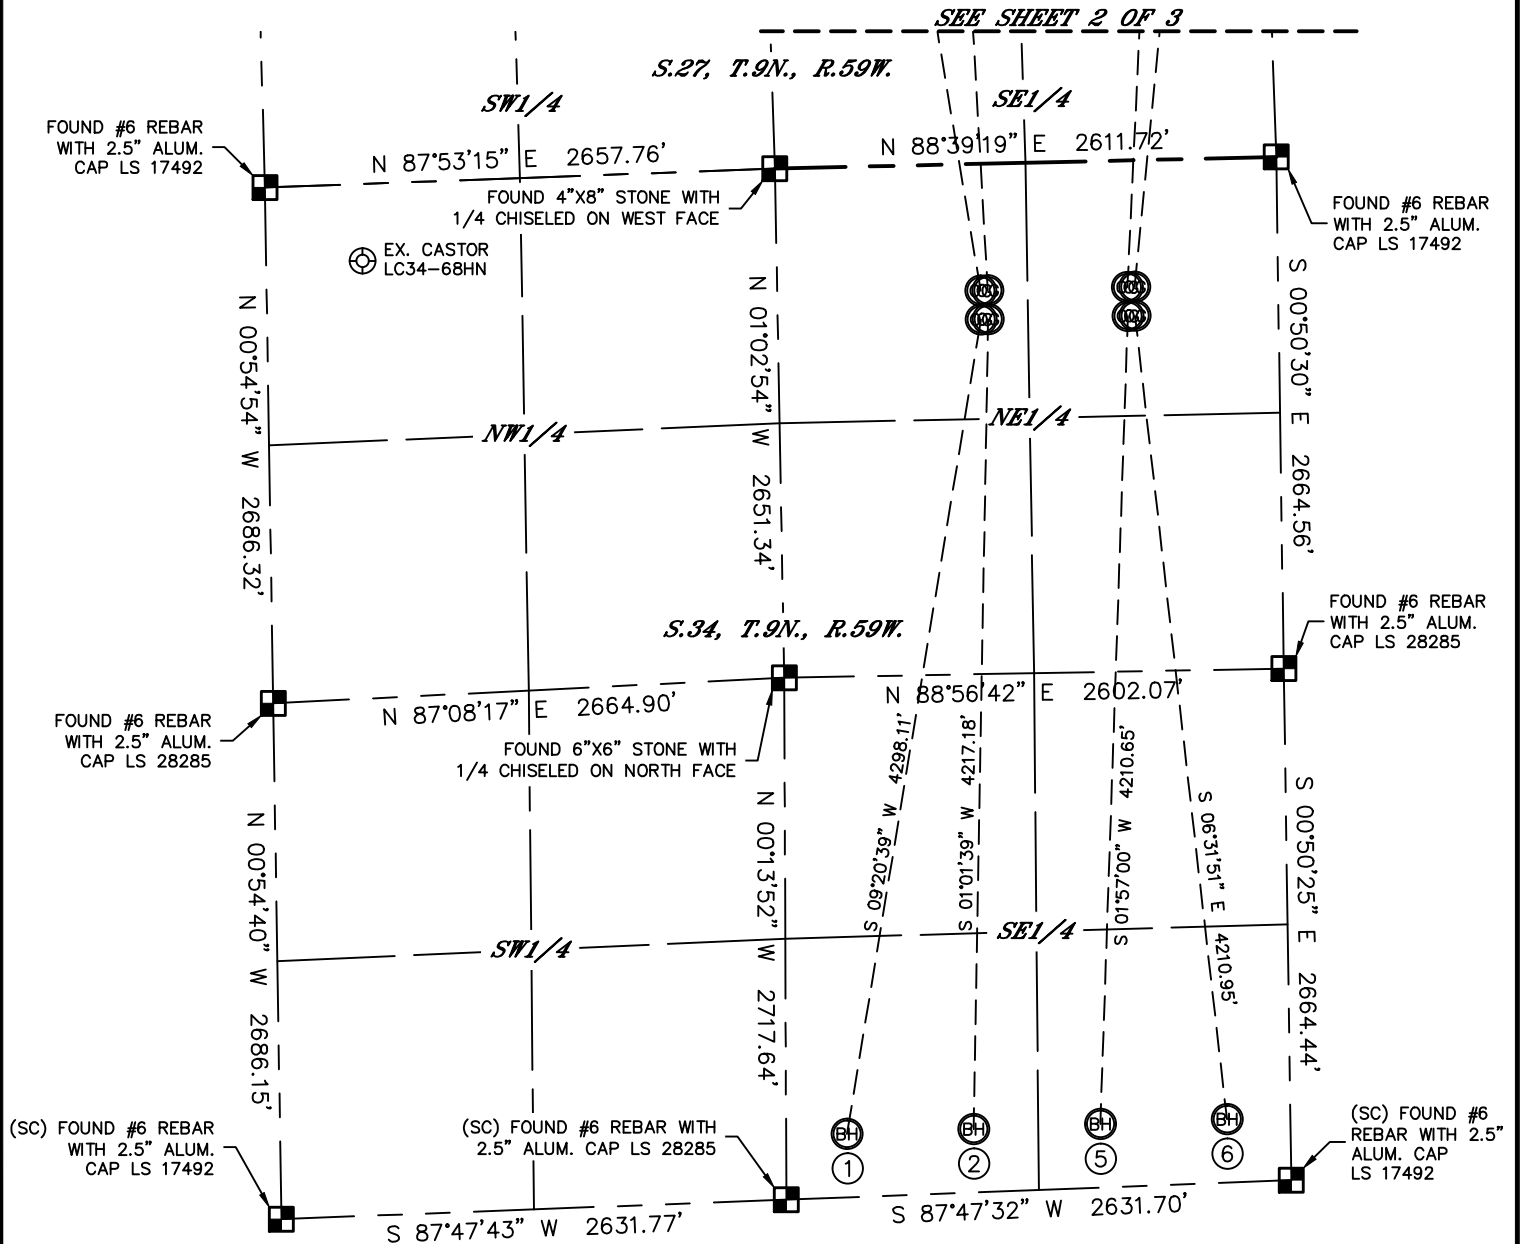 SEE SHEET 2 OF 3
S.27, T.9N., R.59W.
SW1/4
SE1/4
FOUND #6 REBAR
WITH 2.5" ALUM.
CAP LS 17492
N 87°53'15" E 2657.76'
N 88°39'19" E 2611.72'
FOUND 4"X8" STONE WITH
1/4 CHISELED ON WEST FACE
FOUND #6 REBAR
WITH 2.5" ALUM.
CAP LS 17492
EX. CASTOR
LC34-68HN
N 00°54'54" W 2686.32'
N 01°02'54" W 2651.34'
S 00°50'30" E 2664.56'
NW1/4
NE1/4
S.34, T.9N., R.59W.
FOUND #6 REBAR
WITH 2.5" ALUM.
CAP LS 28285
N 87°08'17" E 2664.90'
N 88°56'42" E 2602.07'
FOUND #6 REBAR
WITH 2.5" ALUM.
CAP LS 28285
FOUND 6"X6" STONE WITH
1/4 CHISELED ON NORTH FACE
N 00°54'40" W 2686.15'
N 00°13'52" W 2717.64'
S 09°20'39" W 4298.11'
S 01°01'39" W 4217.18'
S 01°57'00" W 4210.65'
S 06°31'51" E 4210.95'
S 00°50'25" E 2664.44'
SW1/4
SE1/4
(SC) FOUND #6 REBAR
WITH 2.5" ALUM.
CAP LS 17492
(SC) FOUND #6 REBAR WITH
2.5" ALUM. CAP LS 28285
BH
BH
BH
BH
1
2
5
6
(SC) FOUND #6
REBAR WITH 2.5"
ALUM. CAP
LS 17492
S 87°47'43" W 2631.77'
S 87°47'32" W 2631.70'